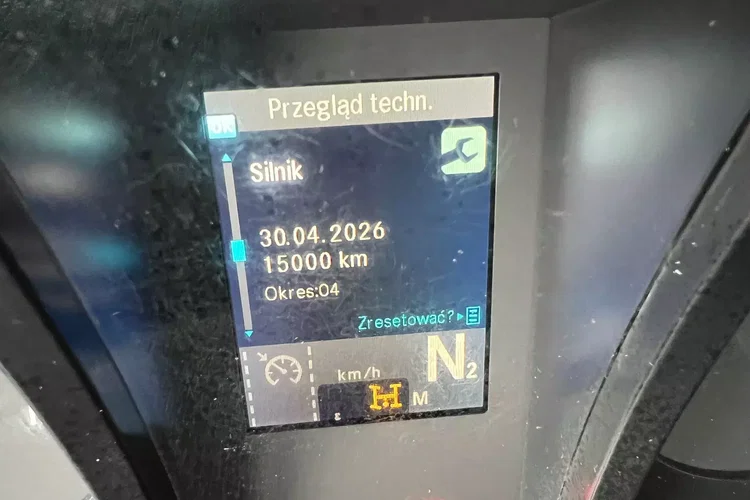 Przegląd techn.
OK
Silnik
30.04.2026
15000 km
Okres:04
Zresetować?
km/h
N2
M
ε